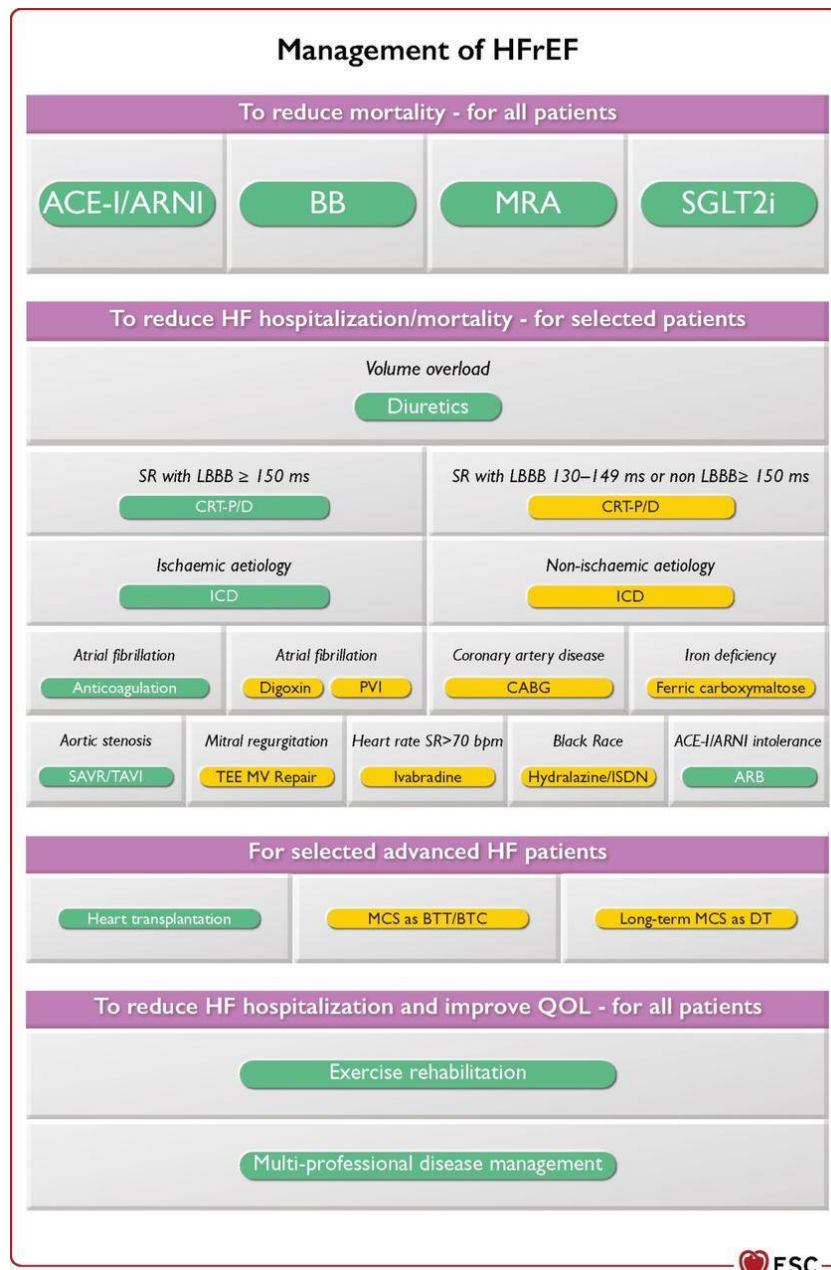 Management of HFrEF
To reduce mortality - for all patients
ACE-I/ARNI
BB
MRA
SGLT2i
To reduce HF hospitalization/mortality - for selected patients
Volume overload
Diuretics
SR with LBBB ≥ 150 ms
CRT-P/D
SR with LBBB 130–149 ms or non LBBB≥ 150 ms
CRT-P/D
Ischaemic aetiology
ICD
Non-ischaemic aetiology
ICD
Atrial fibrillation
Anticoagulation
Atrial fibrillation
Digoxin
PVI
Coronary artery disease
CABG
Iron deficiency
Ferric carboxymaltose
Aortic stenosis
SAVR/TAVI
Mitral regurgitation
TEE MV Repair
Heart rate SR>70 bpm
Ivabradine
Black Race
Hydralazine/ISDN
ACE-I/ARNI intolerance
ARB
For selected advanced HF patients
Heart transplantation
MCS as BTT/BTC
Long-term MCS as DT
To reduce HF hospitalization and improve QOL - for all patients
Exercise rehabilitation
Multi-professional disease management
ESC